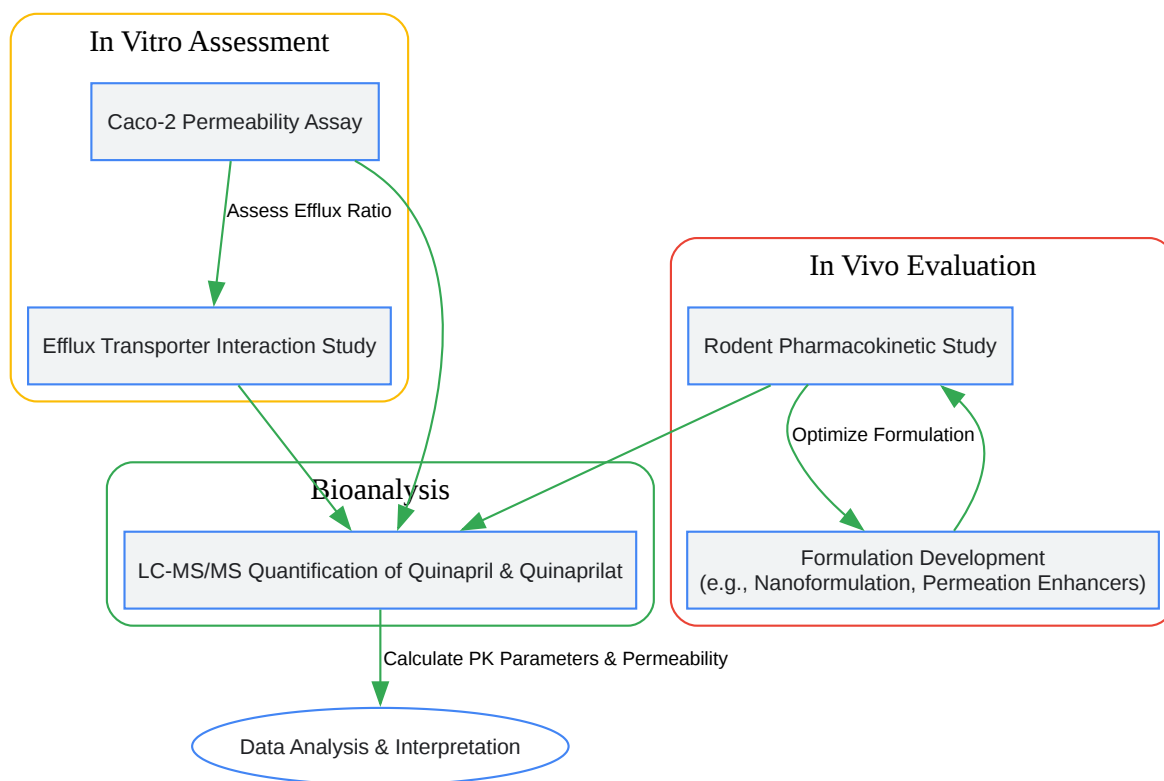 In Vitro Assessment
Caco-2 Permeability Assay
Assess Efflux Ratio
Efflux Transporter Interaction Study
In Vivo Evaluation
Rodent Pharmacokinetic Study
Optimize Formulation
Formulation Development
(e.g., Nanoformulation, Permeation Enhancers)
Bioanalysis
LC-MS/MS Quantification of Quinapril & Quinaprilat
Calculate PK Parameters & Permeability
Data Analysis & Interpretation